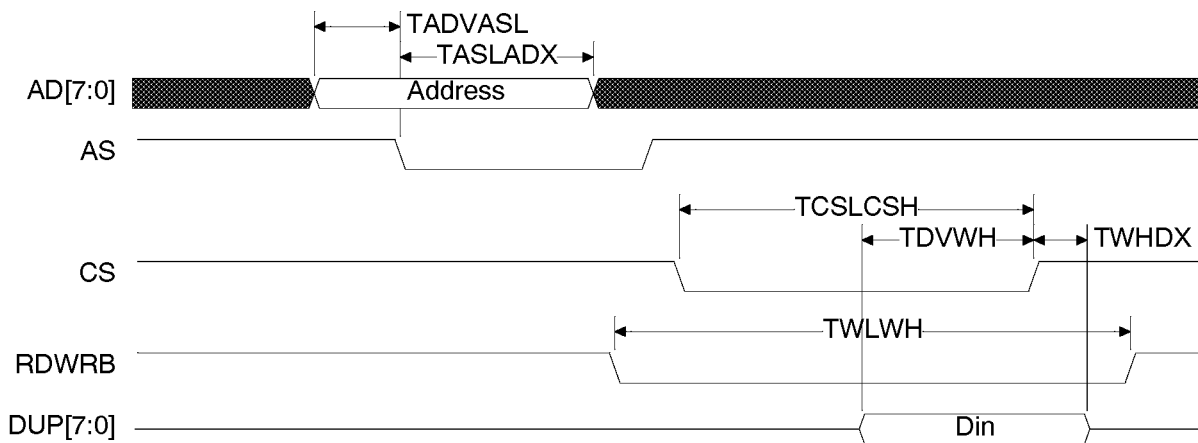 TADVASL
TASLADX
AD[7:0]
Address
AS
TCSLCSH
TDVWH
TWHDX
CS
TWLWH
RDWRB
DUP[7:0]
Din